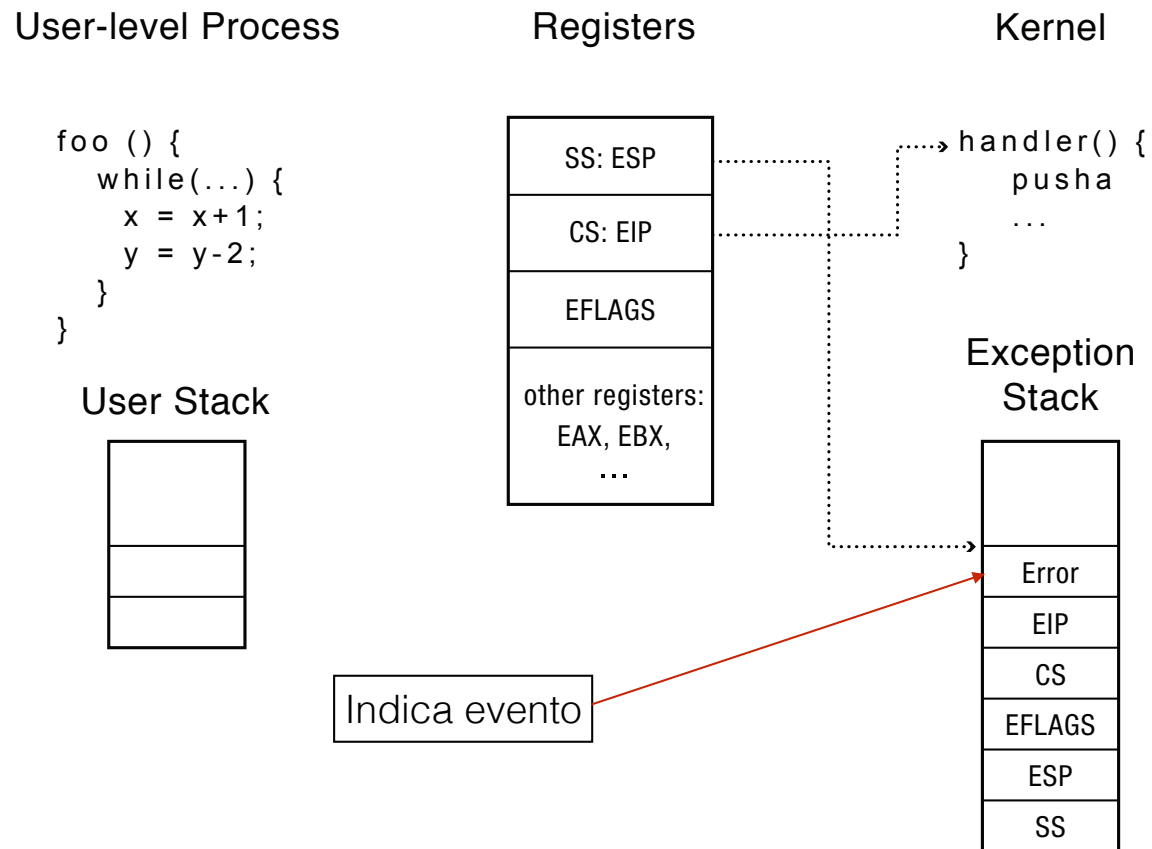 User-level Process
foo () {
while(...) {
x = x+1;
y = y-2;
}
}
User Stack
Registers
SS: ESP
CS: EIP
EFLAGS
other registers:
EAX, EBX,
...
Kernel
handler() {
pusha
...
}
Exception
Stack
Error
EIP
CS
EFLAGS
ESP
SS
Indica evento